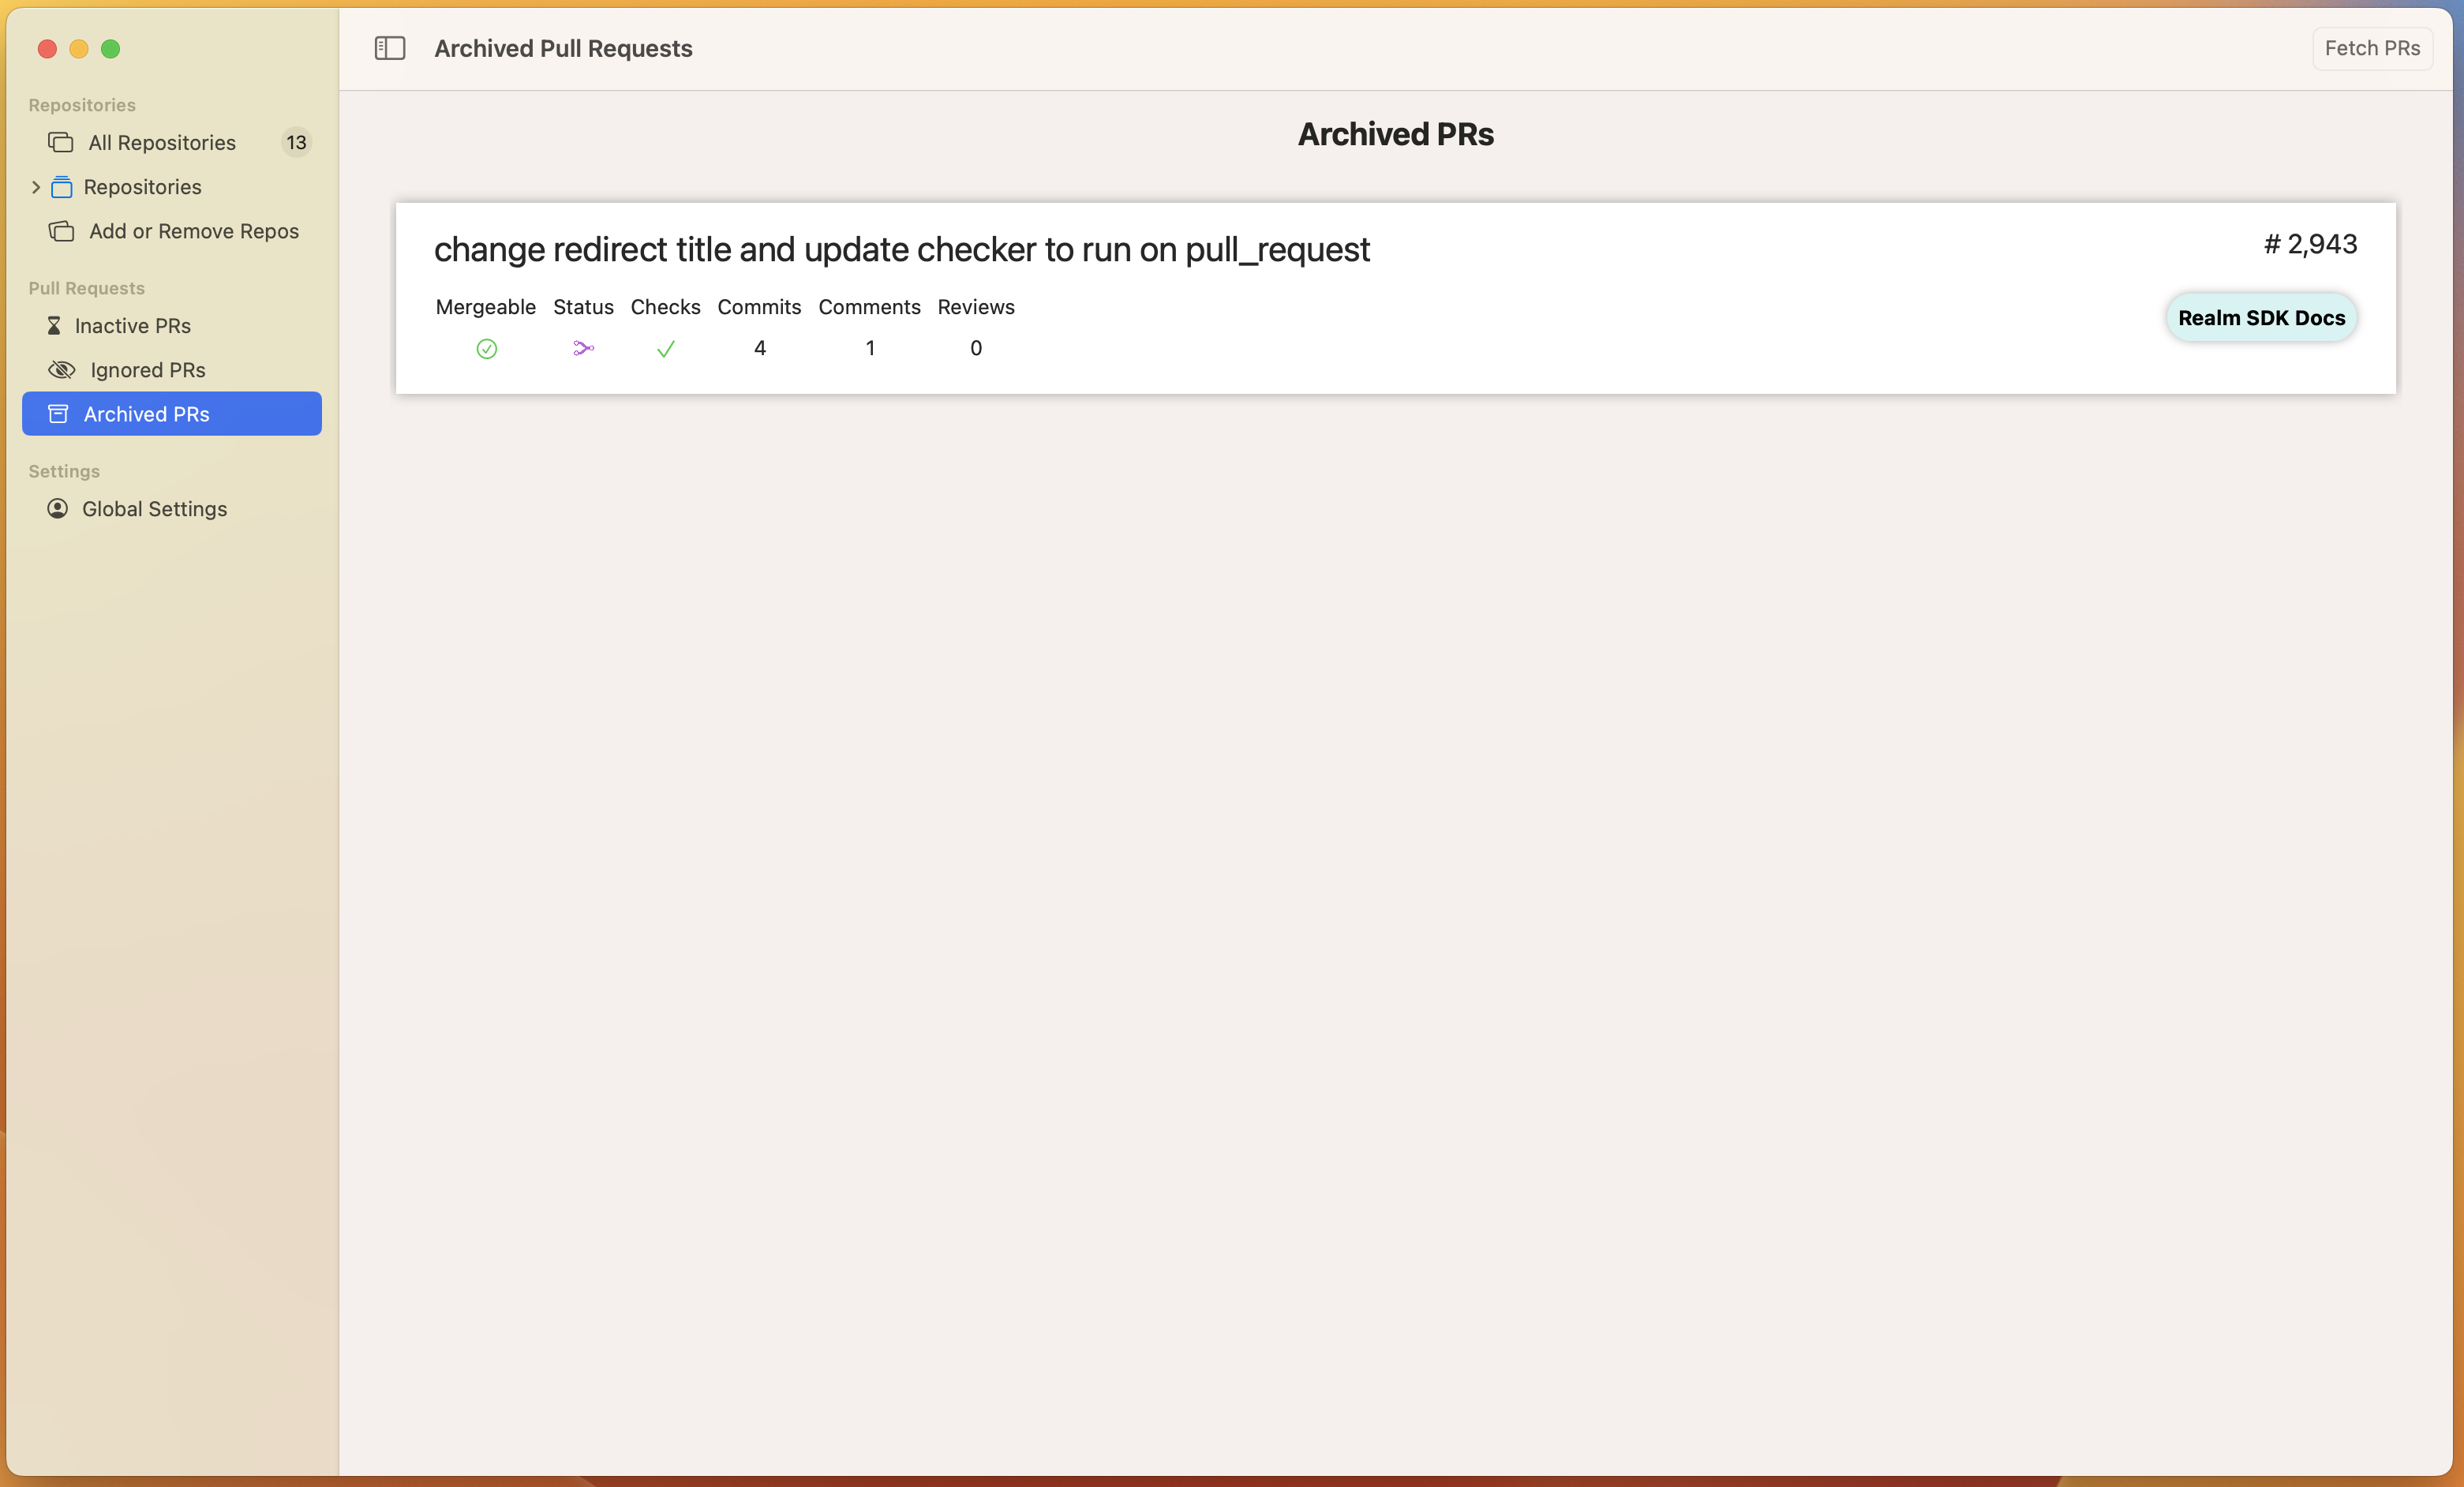 Archived Pull Requests
Fetch PRs
Repositories
All Repositories 13
Repositories
Add or Remove Repos
Pull Requests
Inactive PRs
Ignored PRs
Archived PRs
Settings
Global Settings
Archived PRs
change redirect title and update checker to run on pull_request
# 2,943
Mergeable Status Checks Commits Comments Reviews
4 1 0
Realm SDK Docs